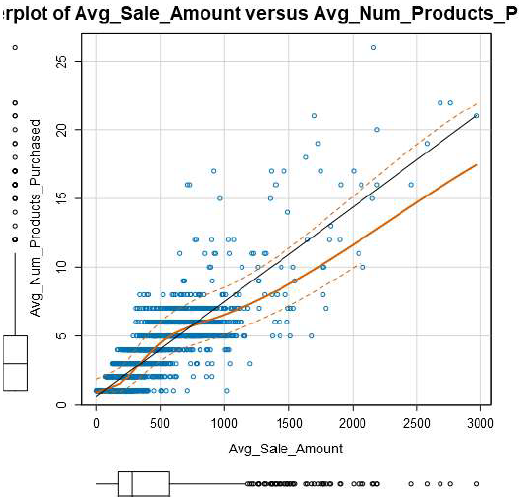 erplot of Avg_Sale_Amount versus Avg_Num_Products_P
Avg_Num_Products_Purchased
25
20
15
10
5
0
0 500 1000 1500 2000 2500 3000
Avg_Sale_Amount